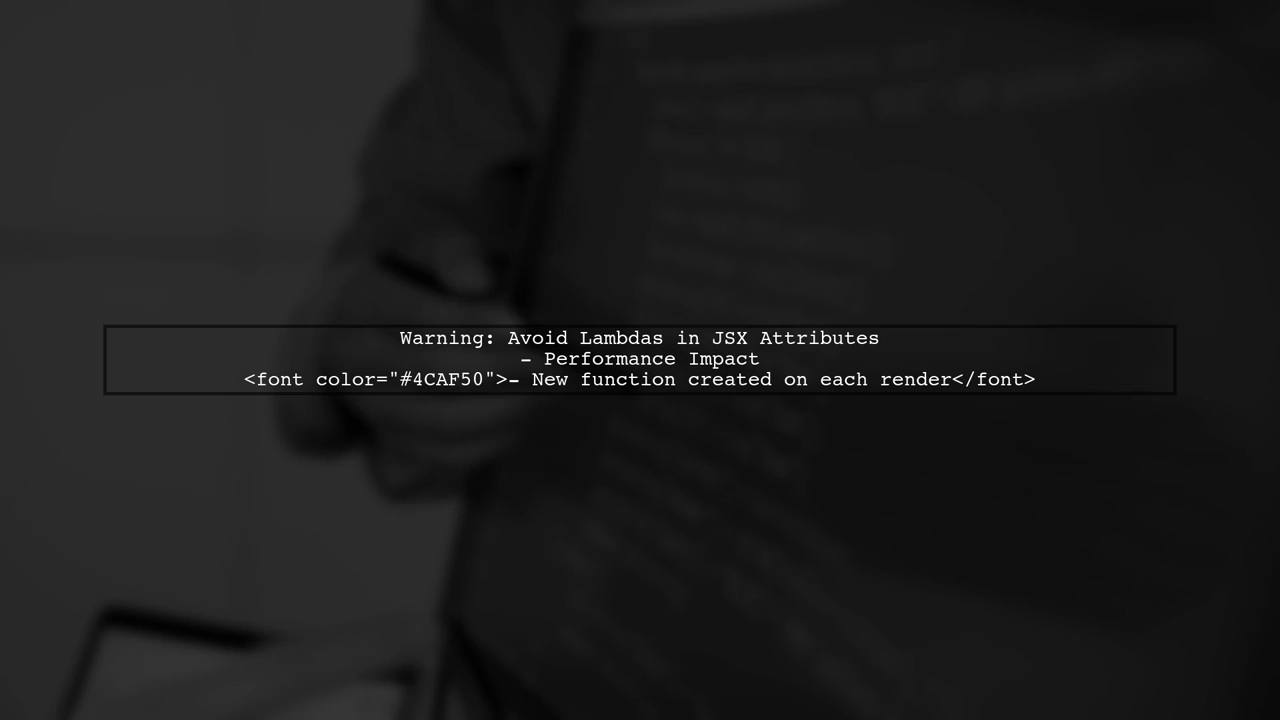 Warning: Avoid Lambdas in JSX Attributes
– Performance Impact
<font color="#4CAF50">– New function created on each render</font>